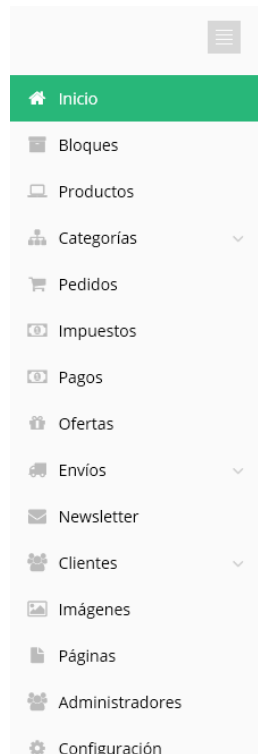 Inicio
Bloques
Productos
Categorías
Pedidos
Impuestos
Pagos
Ofertas
Envíos
Newsletter
Clientes
Imágenes
Páginas
Administradores
Configuración